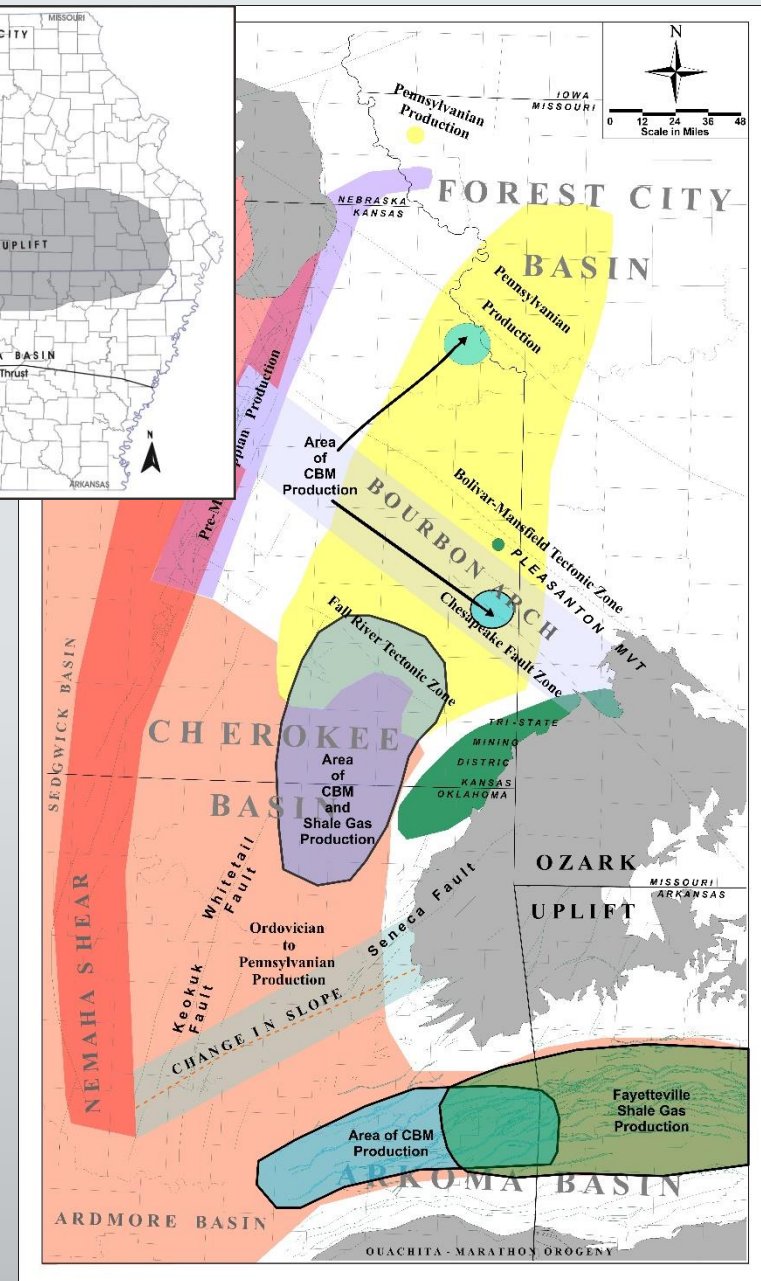 MISSOURI
CITY
UPLIFT
A BASIN
Thrust
N
ARKANSAS
N
0 12 24 36 48
Scale in Miles
IOWA
MISSOURI
Pennsylvanian
Production
NEBRASKA
KANSAS
FOREST CITY
BASIN
Pennsylvanian
Production
Production
Area
of
CBM
Production
BOURBON ARCH
Bolivar-Mansfield Tectonic Zone
PLEASANTON MVT
Chesapeake Fault Zone
Fall River Tectonic Zone
SEDGWICK BASIN
CHEROKEE
BASIN
TRI-STATE
MINING
DISTRICT
KANSAS
OKLAHOMA
Area
of
CBM
and
Shale Gas
Production
OZARK
UPLIFT
MISSOURI
ARKANSAS
Whitetail
Fault
Seneca Fault
Ordovician
to
Pennsylvanian
Production
Keokuk
Fault
NEMAHA SHEAR
CHANGE IN SLOPE
Fayetteville
Shale Gas
Production
Area of CBM
Production
ARKOMA BASIN
ARDMORE BASIN
OUACHITA - MARATHON OROGENY